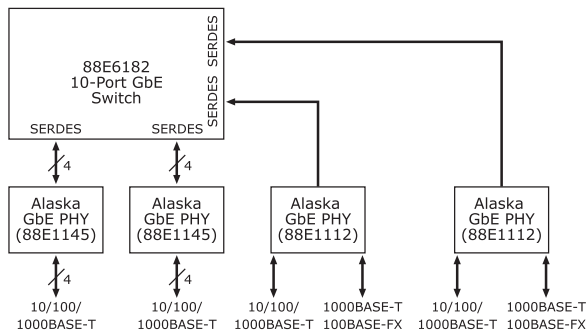 88E6182
10-Port GbE
Switch
SERDES
SERDES
SERDES
SERDES
4
4
Alaska
GbE PHY
(88E1145)
Alaska
GbE PHY
(88E1145)
Alaska
GbE PHY
(88E1112)
Alaska
GbE PHY
(88E1112)
4
4
10/100/
1000BASE-T
10/100/
1000BASE-T
10/100/
1000BASE-T
1000BASE-T
100BASE-FX
10/100/
1000BASE-T
1000BASE-T
100BASE-FX